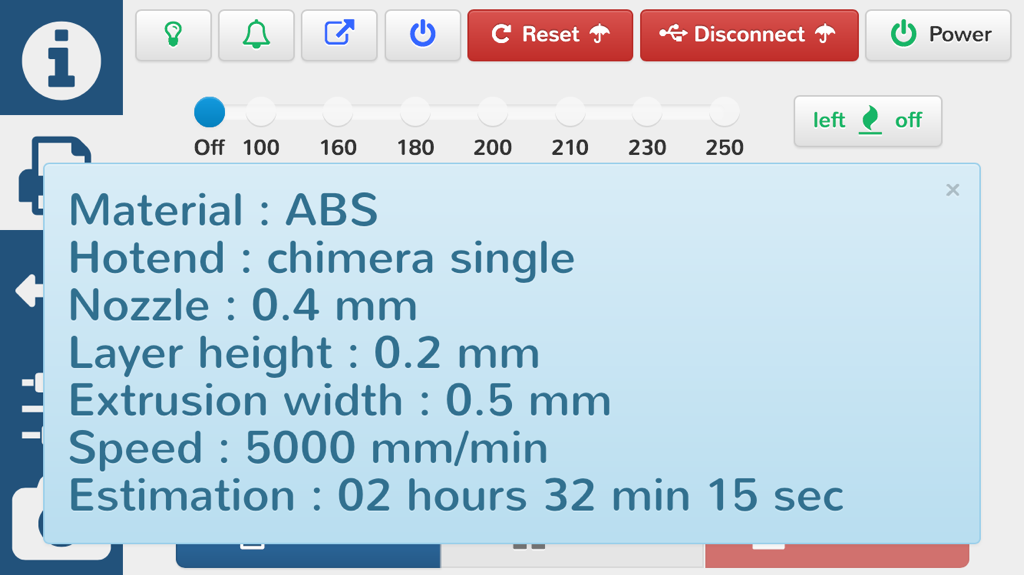 Reset
Disconnect
Power
Off 100 160 180 200 210 230 250
left off
Material : ABS
Hotend : chimera single
Nozzle : 0.4 mm
Layer height : 0.2 mm
Extrusion width : 0.5 mm
Speed : 5000 mm/min
Estimation : 02 hours 32 min 15 sec